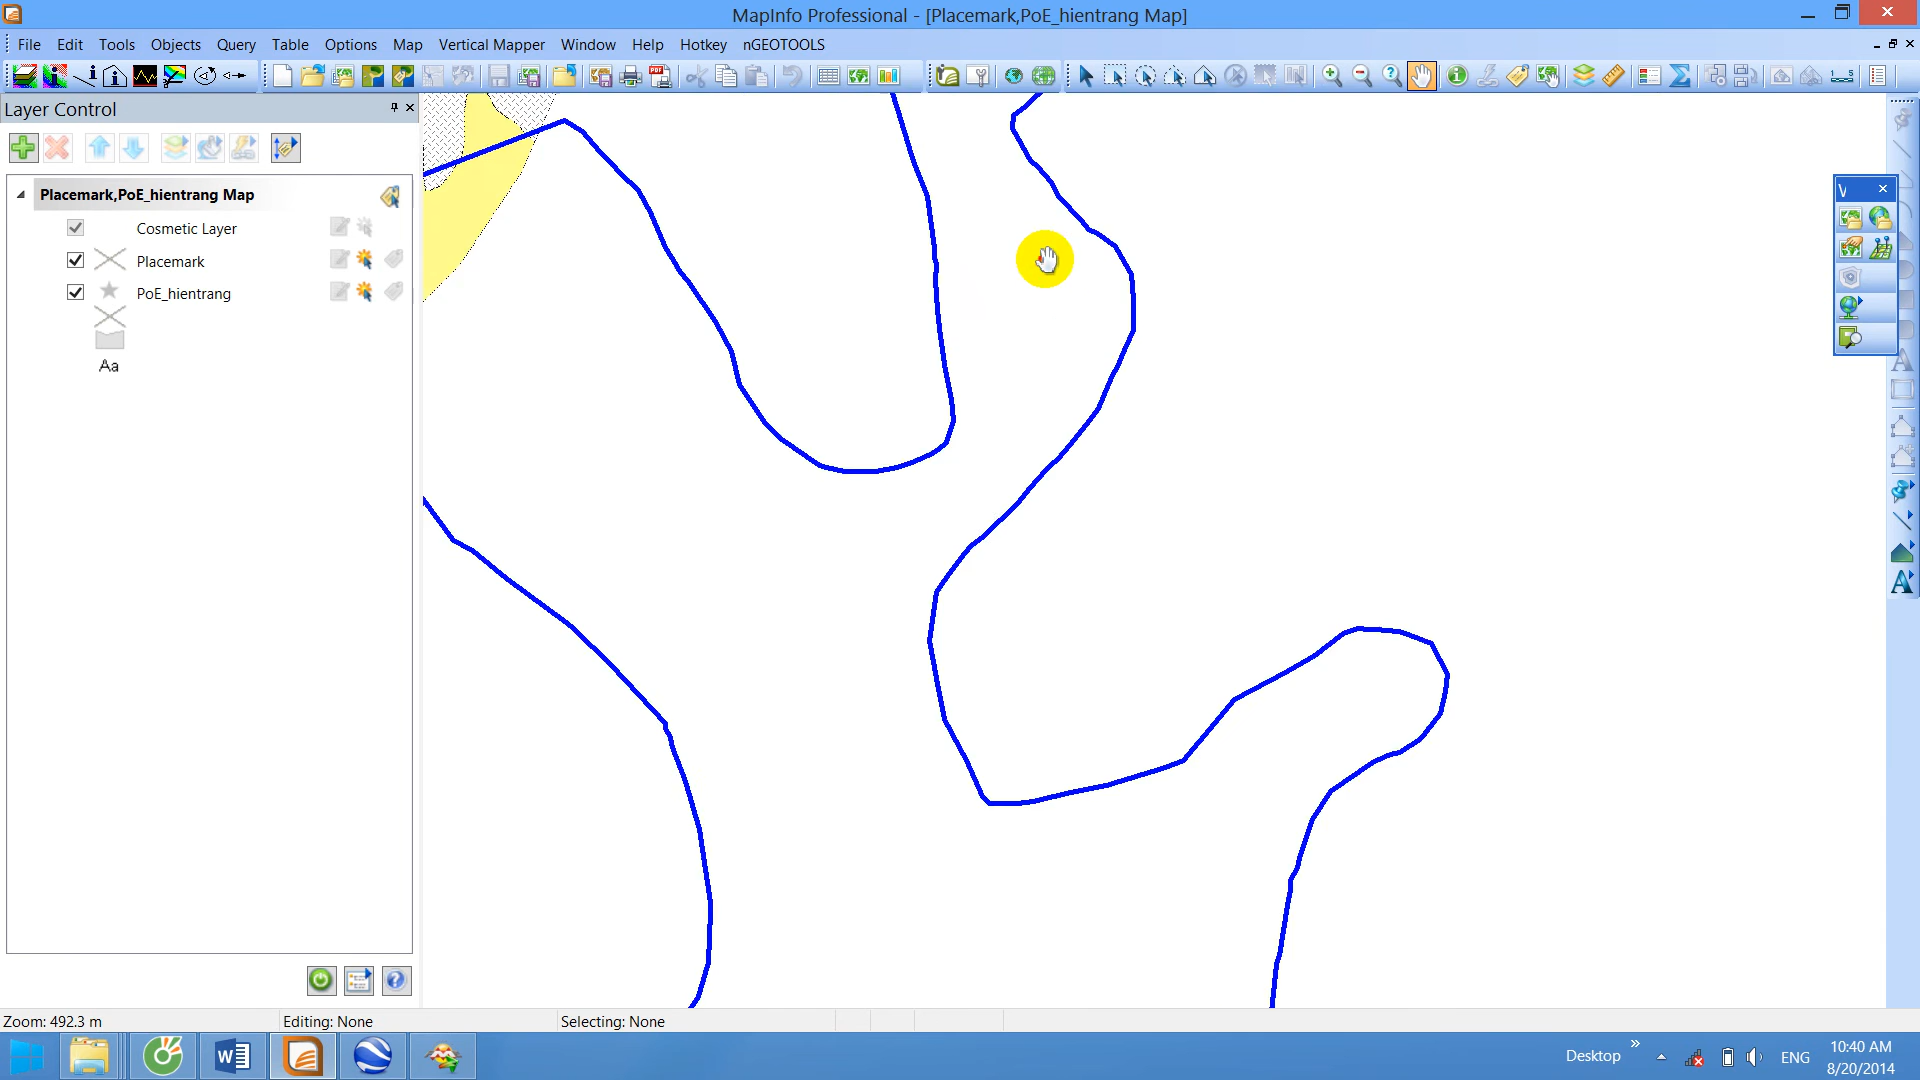 MapInfo Professional - [Placemark,PoE_hientrang Map]
File Edit Tools Objects Query Table Options Map Vertical Mapper Window Help Hotkey nGEOTOOLS
Layer Control
Placemark,PoE_hientrang Map
Cosmetic Layer
Placemark
PoE_hientrang
Aa
Zoom: 492.3 m
Editing: None
Selecting: None
Desktop
ENG
10:40 AM
8/20/2014